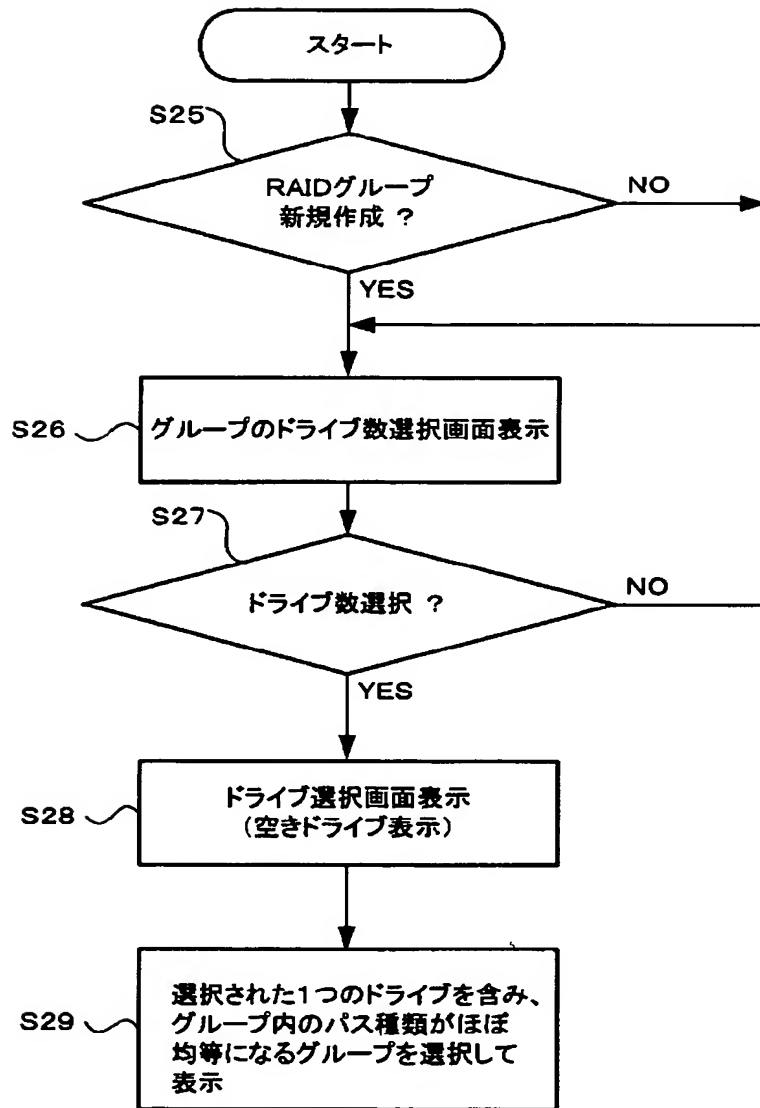 スタート
S25
RAIDグループ
新規作成 ?
NO
YES
S26
グループのドライブ数選択画面表示
S27
ドライブ数選択 ?
NO
YES
S28
ドライブ選択画面表示
(空きドライブ表示)
S29
選択された1つのドライブを含み、
グループ内のパス種類がほぼ
均等になるグループを選択して
表示